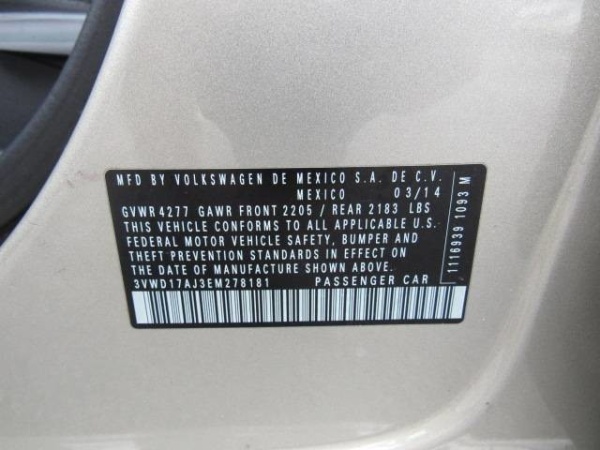 MFD BY VOLKSWAGEN DE MEXICO S.A. DE C.V.
MEXICO 03/14
GVWR 4277 GAWR FRONT 2205 / REAR 2183 LBS
THIS VEHICLE CONFORMS TO ALL APPLICABLE U.S.
FEDERAL MOTOR VEHICLE SAFETY, BUMPER AND
THEFT PREVENTION STANDARDS IN EFFECT ON THE
DATE OF MANUFACTURE SHOWN ABOVE.
3VWD17AJ3EM278181 PASSENGER CAR
1116939 1093 M